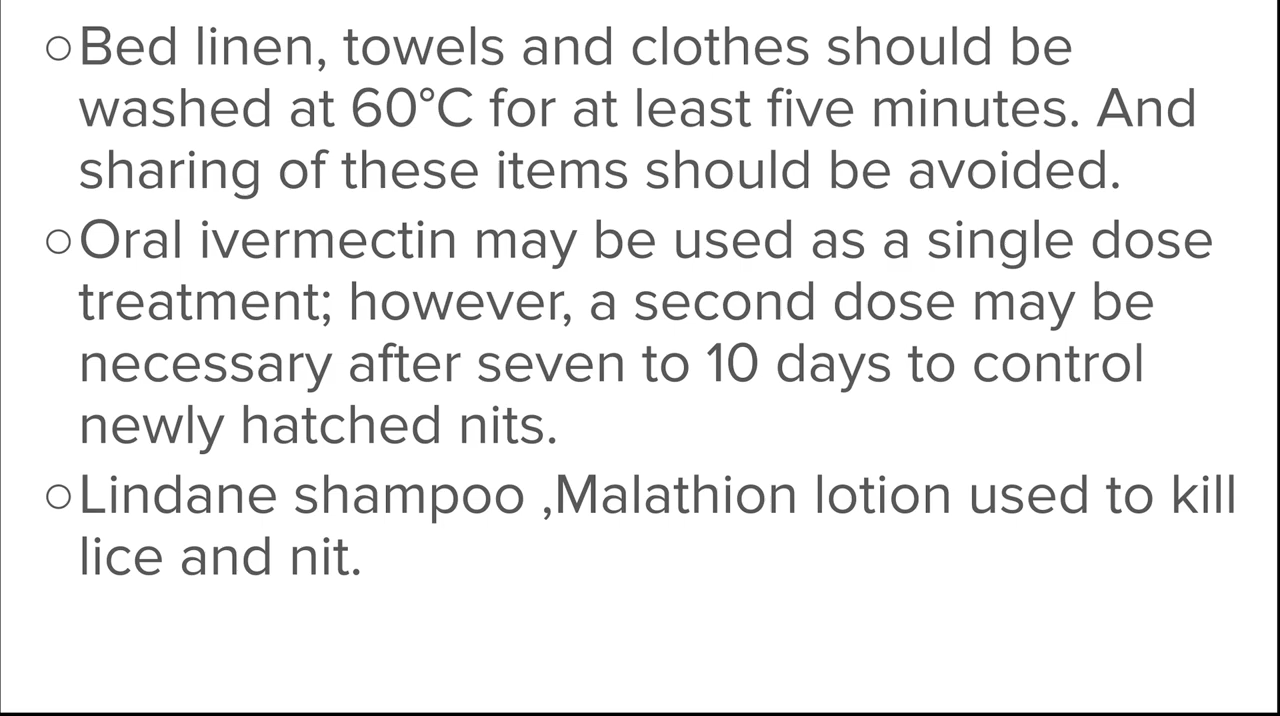 ○Bed linen, towels and clothes should be
washed at 60°C for at least five minutes. And
sharing of these items should be avoided.
○Oral ivermectin may be used as a single dose
treatment; however, a second dose may be
necessary after seven to 10 days to control
newly hatched nits.
○Lindane shampoo ,Malathion lotion used to kill
lice and nit.